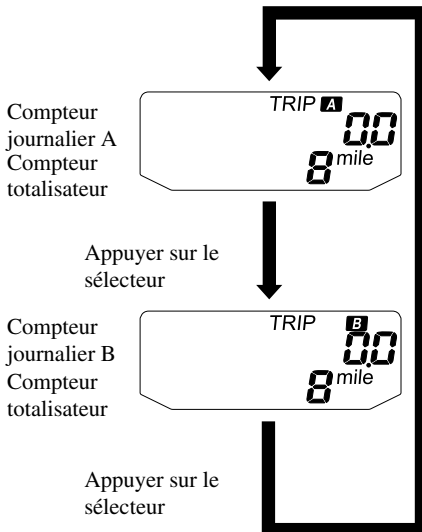 Compteur
journalier A
Compteur
totalisateur
TRIP A
0.0
8 mile
Appuyer sur le
sélecteur
Compteur
journalier B
Compteur
totalisateur
TRIP B
0.0
8 mile
Appuyer sur le
sélecteur